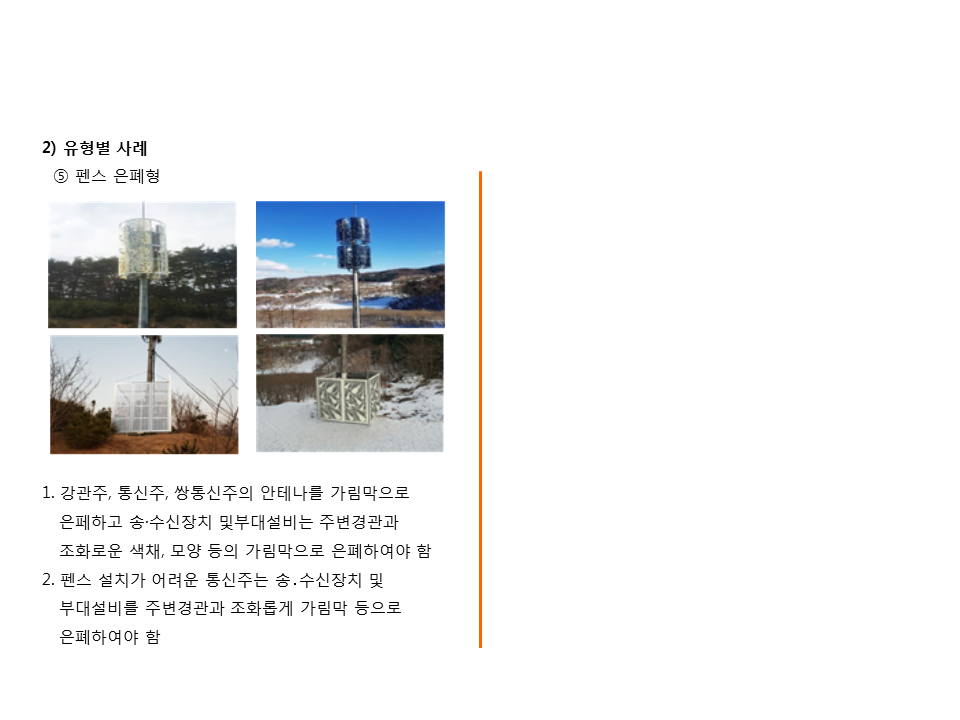 2) 유형별 사례
⑤ 펜스 은폐형
1. 강관주, 통신주, 쌍통신주의 안테나를 가림막으로
은페하고 송·수신장치 및부대설비는 주변경관과
조화로운 색채, 모양 등의 가림막으로 은폐하여야 함
2. 펜스 설치가 어려운 통신주는 송.수신장치 및
부대설비를 주변경관과 조화롭게 가림막 등으로
은폐하여야 함